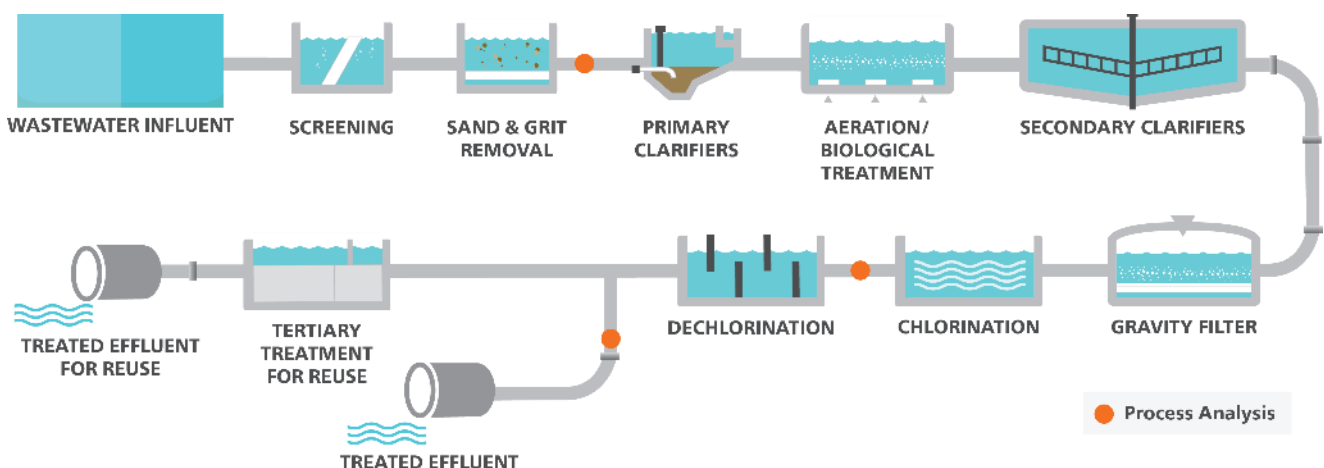 WASTEWATER INFLUENT
SCREENING
SAND & GRIT
REMOVAL
PRIMARY
CLARIFIERS
AERATION/
BIOLOGICAL
TREATMENT
SECONDARY CLARIFIERS
TREATED EFFLUENT
FOR REUSE
TERTIARY
TREATMENT
FOR REUSE
TREATED EFFLUENT
DECHLORINATION
CHLORINATION
GRAVITY FILTER
Process Analysis